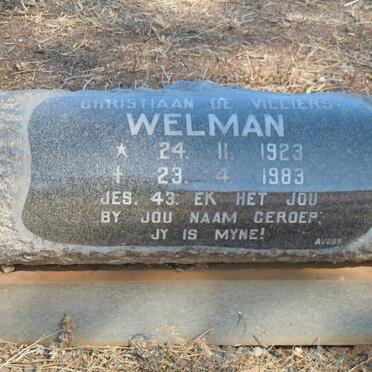 CHRISTIAAN DE VILLIERS
WELMAN
* 24. 11. 1923
† 23. 4. 1983
JES. 43. EK HET JOU
BY JOU NAAM GEROEP;
JY IS MYNE!